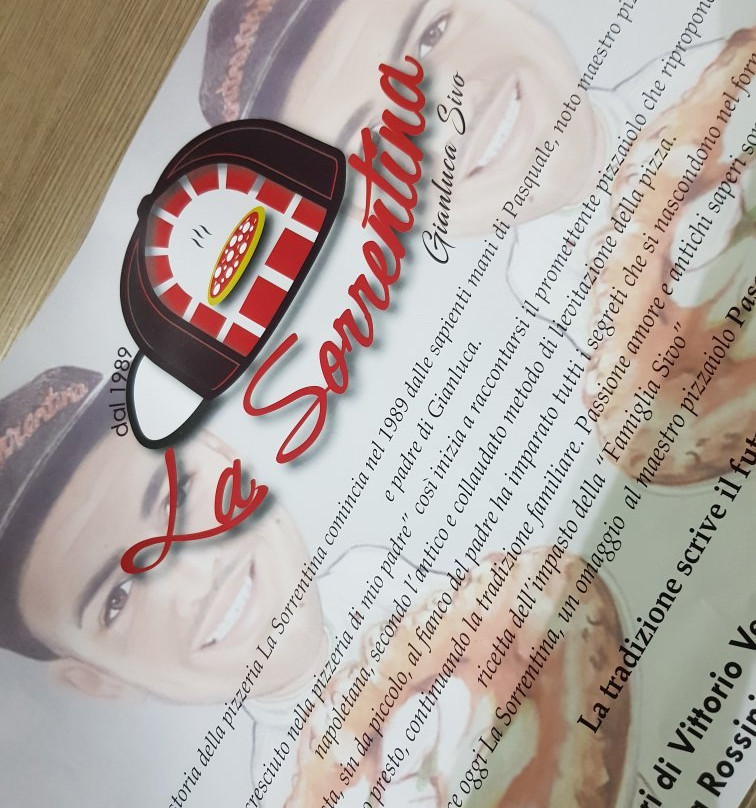 dal 1989
La Sorrentina
Gianluca Sivo
storia della pizzeria La Sorrentina comincia nel 1989 dalle sapienti mani di Pasquale, noto maestro
e padre di Gianluca.
cresciuto nella pizzeria di mio padre" così inizia a raccontarsi il promettente pizzaiolo che
napoletana, secondo l'antico e collaudato metodo di lievitazione della pizza.
sin da piccolo, al fianco del padre ha imparato tutti i segreti che si nascondono nel
presto, continuando la tradizione familiare. Passione amore e antichi saperi
ricetta dell'impasto della "Famiglia Sivo"
oggi La Sorrentina, un omaggio al maestro pizzaiolo
La tradizione scrive il
di Vittorio